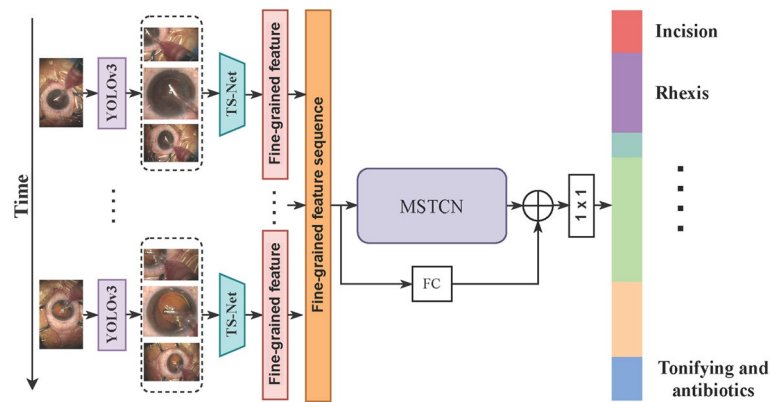 Time
YOLOv3
TS-Net
Fine-grained feature
YOLOv3
TS-Net
Fine-grained feature
Fine-grained feature sequence
MSTCN
FC
1 x 1
Incision
Rhexis
Tonifying and
antibiotics